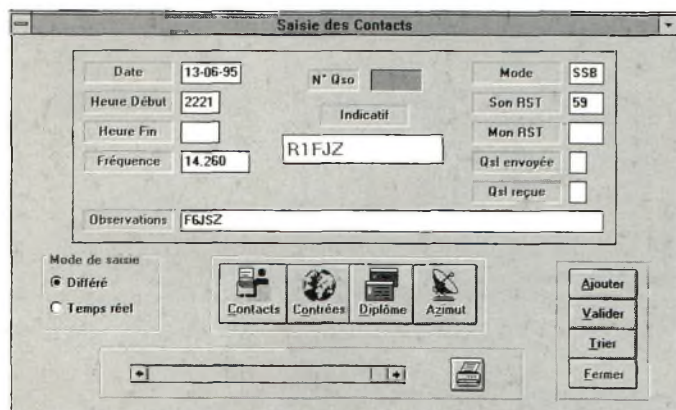 Saisie des Contacts
Date 13-06-95 N° Qso Mode SSB
Heure Début 2221 Indicatif Son RST 59
Heure Fin Mon RST
Fréquence 14.260 R1FJZ Qsl envoyée
Qsl reçue
Observations F6JSZ
Mode de saisie
Différé
Temps réel
Contacts Contrées Diplôme Azimut
Ajouter
Valider
Trier
Fermer